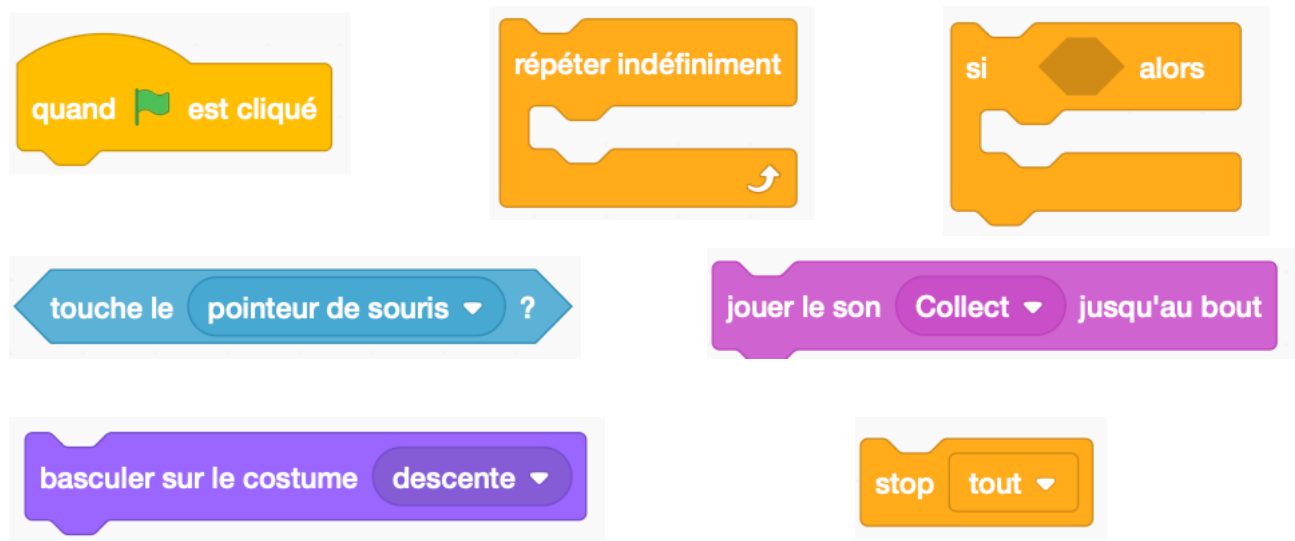 quand est cliqué
répéter indéfiniment
si alors
touche le pointeur de souris ?
jouer le son Collect jusqu'au bout
basculer sur le costume descente
stop tout